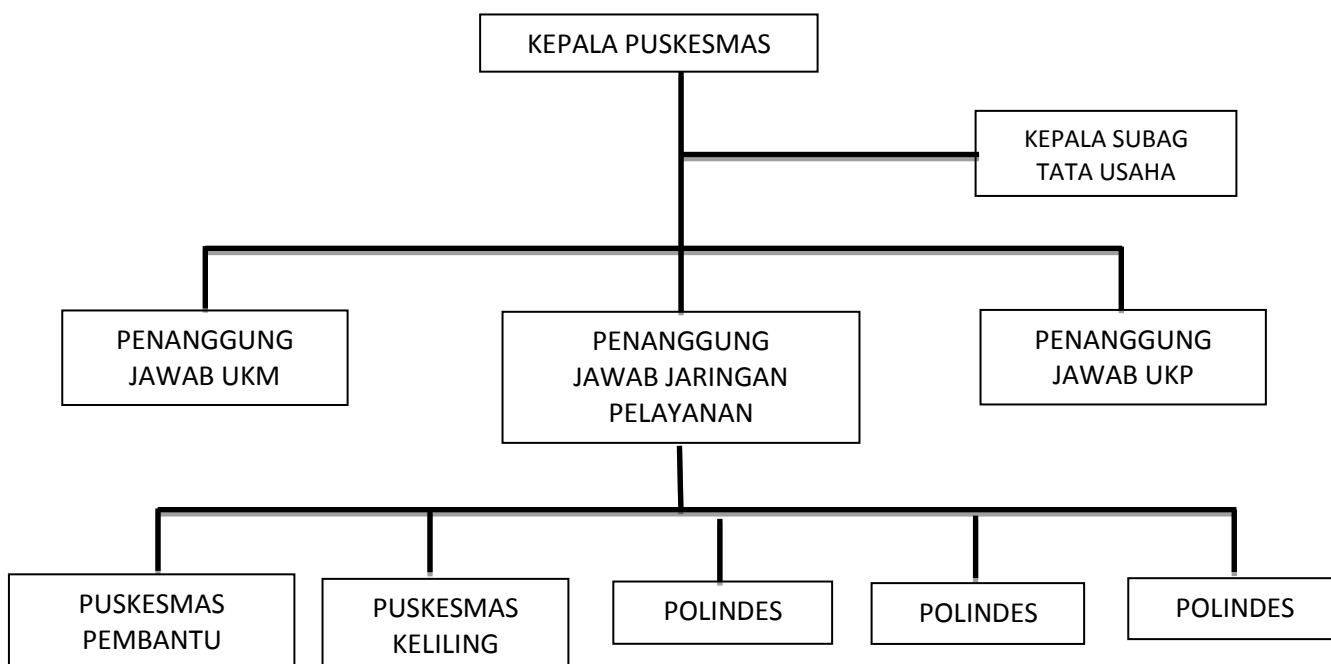 KEPALA PUSKESMAS
KEPALA SUBAG
TATA USAHA
PENANGGUNG
JAWAB UKM
PENANGGUNG
JAWAB JARINGAN
PELAYANAN
PENANGGUNG
JAWAB UKP
PUSKESMAS
PEMBANTU
PUSKESMAS
KELILING
POLINDES
POLINDES
POLINDES